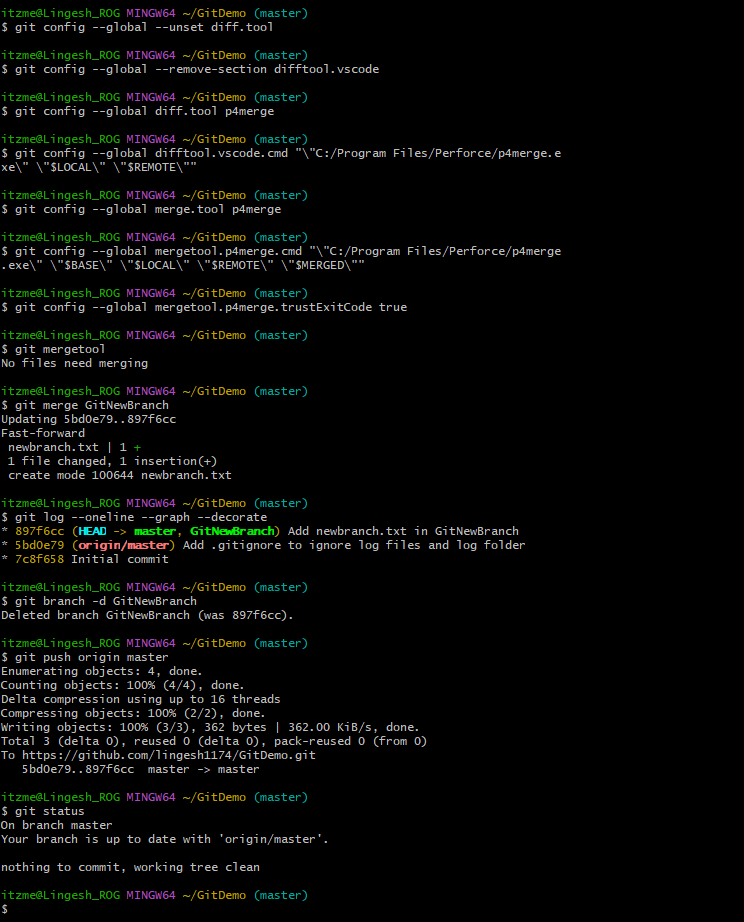 itzme@Lingesh_ROG MINGW64 ~/GitDemo (master)
$ git config --global --unset diff.tool
itzme@Lingesh_ROG MINGW64 ~/GitDemo (master)
$ git config --global --remove-section difftool.vscode
itzme@Lingesh_ROG MINGW64 ~/GitDemo (master)
$ git config --global diff.tool p4merge
itzme@Lingesh_ROG MINGW64 ~/GitDemo (master)
$ git config --global difftool.vscode.cmd "\"C:/Program Files/Perforce/p4merge.e
xe\" \"$LOCAL\" \"$REMOTE\""
itzme@Lingesh_ROG MINGW64 ~/GitDemo (master)
$ git config --global merge.tool p4merge
itzme@Lingesh_ROG MINGW64 ~/GitDemo (master)
$ git config --global mergetool.p4merge.cmd "\"C:/Program Files/Perforce/p4merge
.exe\" \"$BASE\" \"$LOCAL\" \"$REMOTE\" \"$MERGED\""
itzme@Lingesh_ROG MINGW64 ~/GitDemo (master)
$ git config --global mergetool.p4merge.trustExitCode true
itzme@Lingesh_ROG MINGW64 ~/GitDemo (master)
$ git mergetool
No files need merging
itzme@Lingesh_ROG MINGW64 ~/GitDemo (master)
$ git merge GitNewBranch
Updating 5bd0e79..897f6cc
Fast-forward
 newbranch.txt | 1 +
 1 file changed, 1 insertion(+)
 create mode 100644 newbranch.txt
itzme@Lingesh_ROG MINGW64 ~/GitDemo (master)
$ git log --oneline --graph --decorate
* 897f6cc (HEAD -> master, GitNewBranch) Add newbranch.txt in GitNewBranch
* 5bd0e79 (origin/master) Add .gitignore to ignore log files and log folder
* 7c8f658 Initial commit
itzme@Lingesh_ROG MINGW64 ~/GitDemo (master)
$ git branch -d GitNewBranch
Deleted branch GitNewBranch (was 897f6cc).
itzme@Lingesh_ROG MINGW64 ~/GitDemo (master)
$ git push origin master
Enumerating objects: 4, done.
Counting objects: 100% (4/4), done.
Delta compression using up to 16 threads
Compressing objects: 100% (2/2), done.
Writing objects: 100% (3/3), 362 bytes | 362.00 KiB/s, done.
Total 3 (delta 0), reused 0 (delta 0), pack-reused 0 (from 0)
To https://github.com/lingesh1174/GitDemo.git
   5bd0e79..897f6cc  master -> master
itzme@Lingesh_ROG MINGW64 ~/GitDemo (master)
$ git status
On branch master
Your branch is up to date with 'origin/master'.
nothing to commit, working tree clean
itzme@Lingesh_ROG MINGW64 ~/GitDemo (master)
$